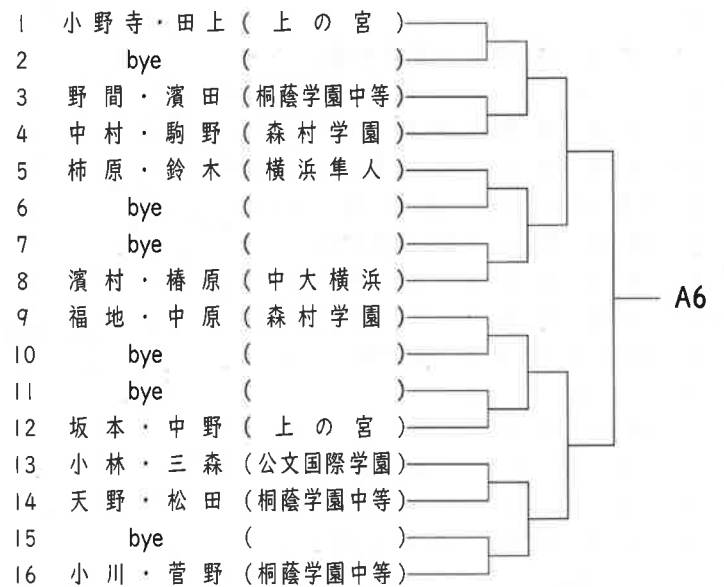 1 小野寺・田上 ( 上の宮 )
2 bye ( )
3 野間・濱田 (桐蔭学園中等)
4 中村・駒野 ( 森村学園 )
5 柿原・鈴木 ( 横浜隼人 )
6 bye ( )
7 bye ( )
8 濱村・椿原 ( 中大横浜 )
9 福地・中原 ( 森村学園 )
10 bye ( )
11 bye ( )
12 坂本・中野 ( 上の宮 )
13 小林・三森 (公文国際学園)
14 天野・松田 (桐蔭学園中等)
15 bye ( )
16 小川・菅野 (桐蔭学園中等)
A6